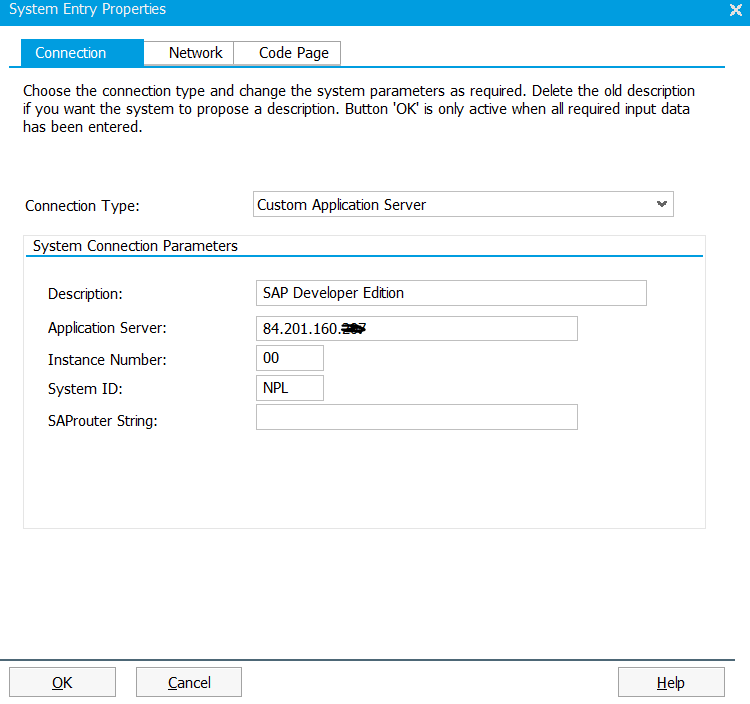 System Entry Properties
Connection
Network
Code Page
Choose the connection type and change the system parameters as required. Delete the old description
if you want the system to propose a description. Button 'OK' is only active when all required input data
has been entered.
Connection Type:
Custom Application Server
System Connection Parameters
Description:
SAP Developer Edition
Application Server:
84.201.160.
Instance Number:
00
System ID:
NPL
SAProuter String:
OK
Cancel
Help